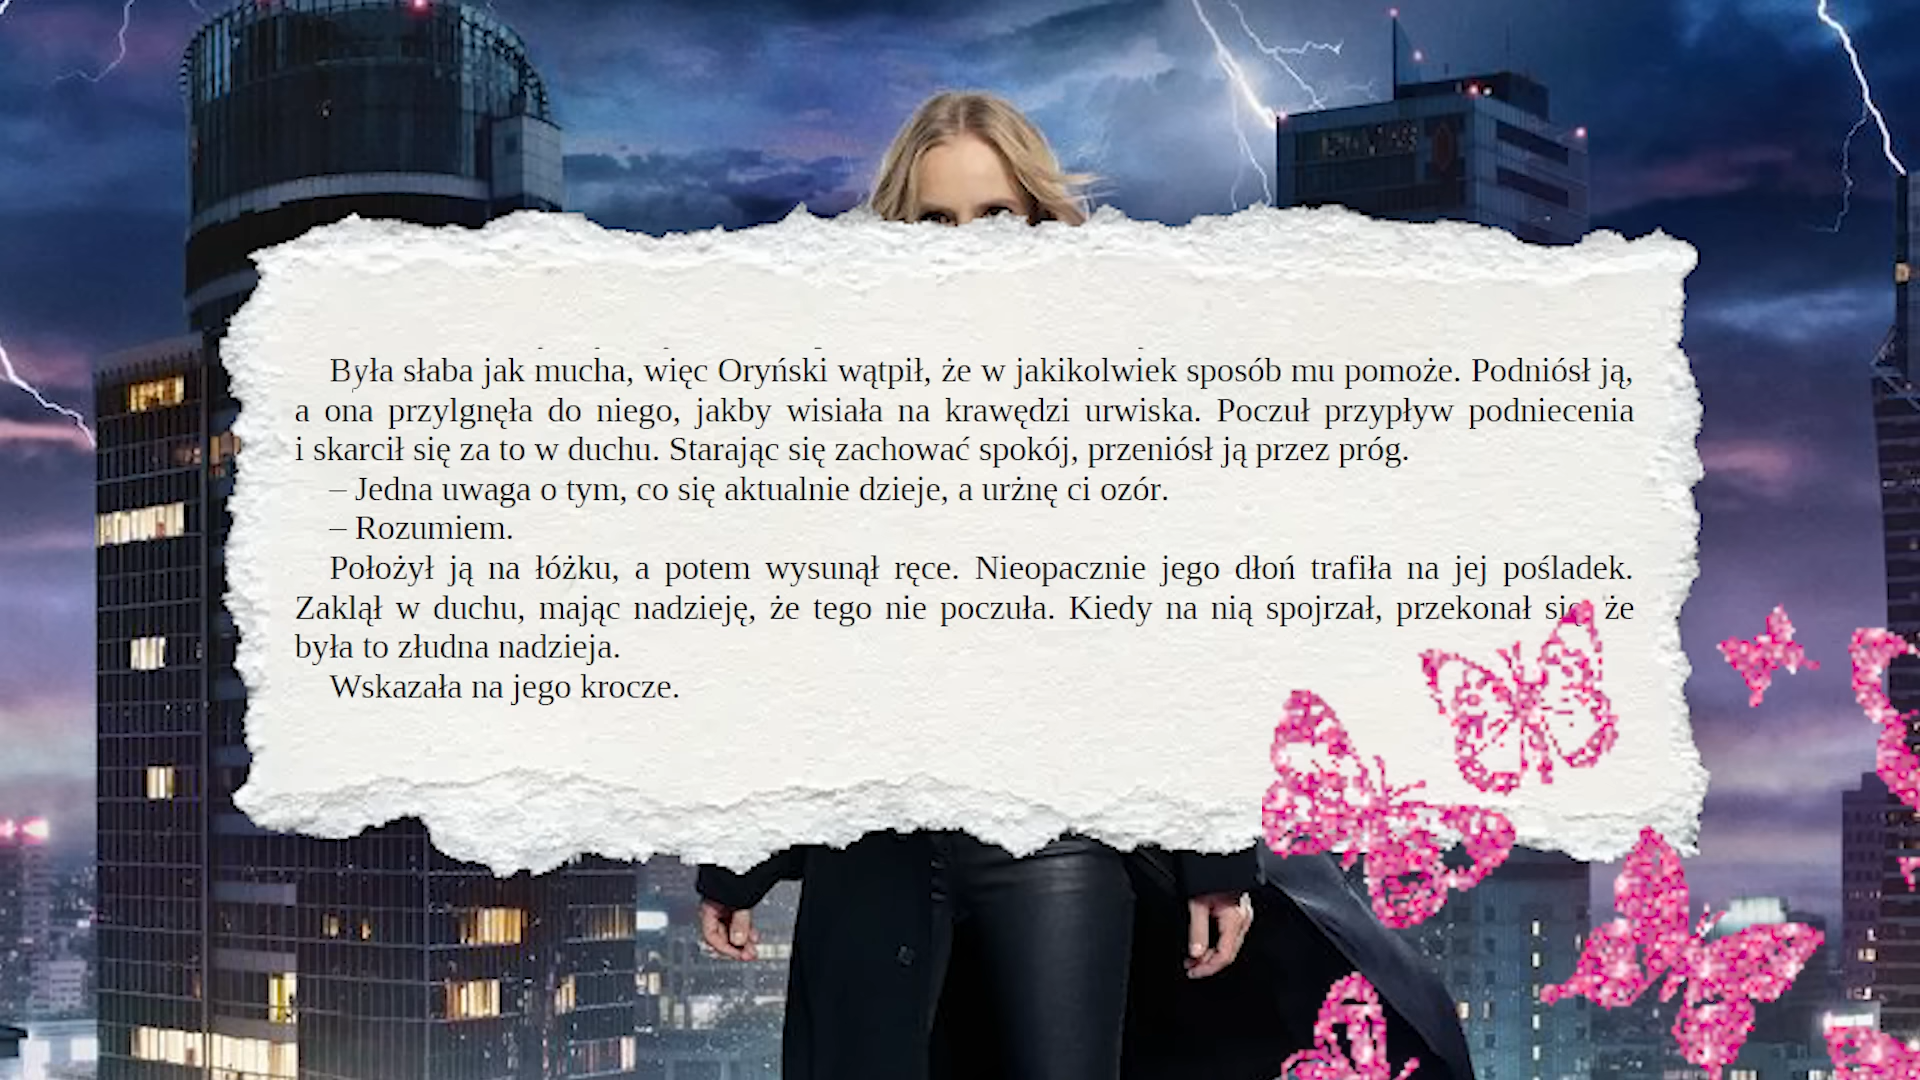 Była słaba jak mucha, więc Oryński wątpił, że w jakikolwiek sposób mu pomoże. Podniósł ją,
a ona przylgnęła do niego, jakby wisiała na krawędzi urwiska. Poczuł przypływ podniecenia
i skarcił się za to w duchu. Starając się zachować spokój, przeniósł ją przez próg.
– Jedna uwaga o tym, co się aktualnie dzieje, a urżnę ci ozór.
– Rozumiem.
Położył ją na łóżku, a potem wysunął ręce. Nieopacznie jego dłoń trafiła na jej pośladek.
Zaklął w duchu, mając nadzieję, że tego nie poczuła. Kiedy na nią spojrzał, przekonał się, że
była to złudna nadzieja.
Wskazała na jego krocze.